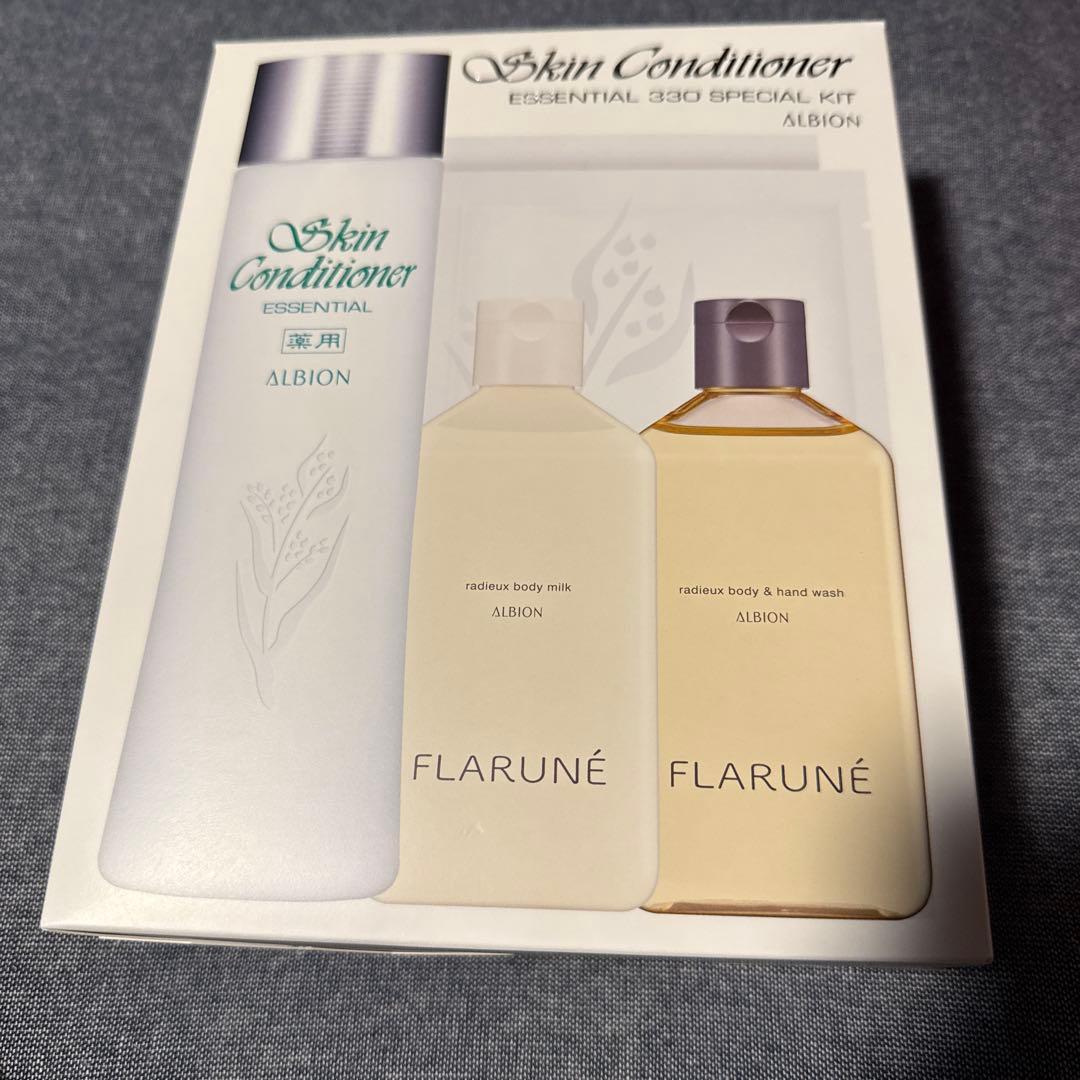 Skin Conditioner
ESSENTIAL 330 SPECIAL KIT
ALBION
Skin
Conditioner
ESSENTIAL
薬用
ALBION
radieux body milk
ALBION
FLARUNÉ
radieux body & hand wash
ALBION
FLARUNÉ